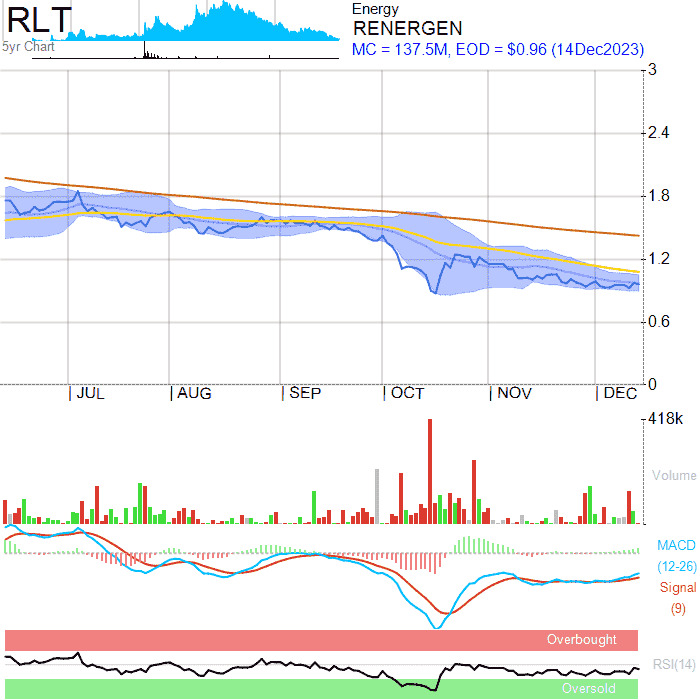 RLT
5yr Chart
Energy
RENERGEN
MC = 137.5M, EOD = $0.96 (14Dec2023)
3
2.4
1.8
1.2
0.6
0
JUL AUG SEP OCT NOV DEC
418k
Volume
MACD
(12-26)
Signal
(9)
Overbought
RSI(14)
Oversold